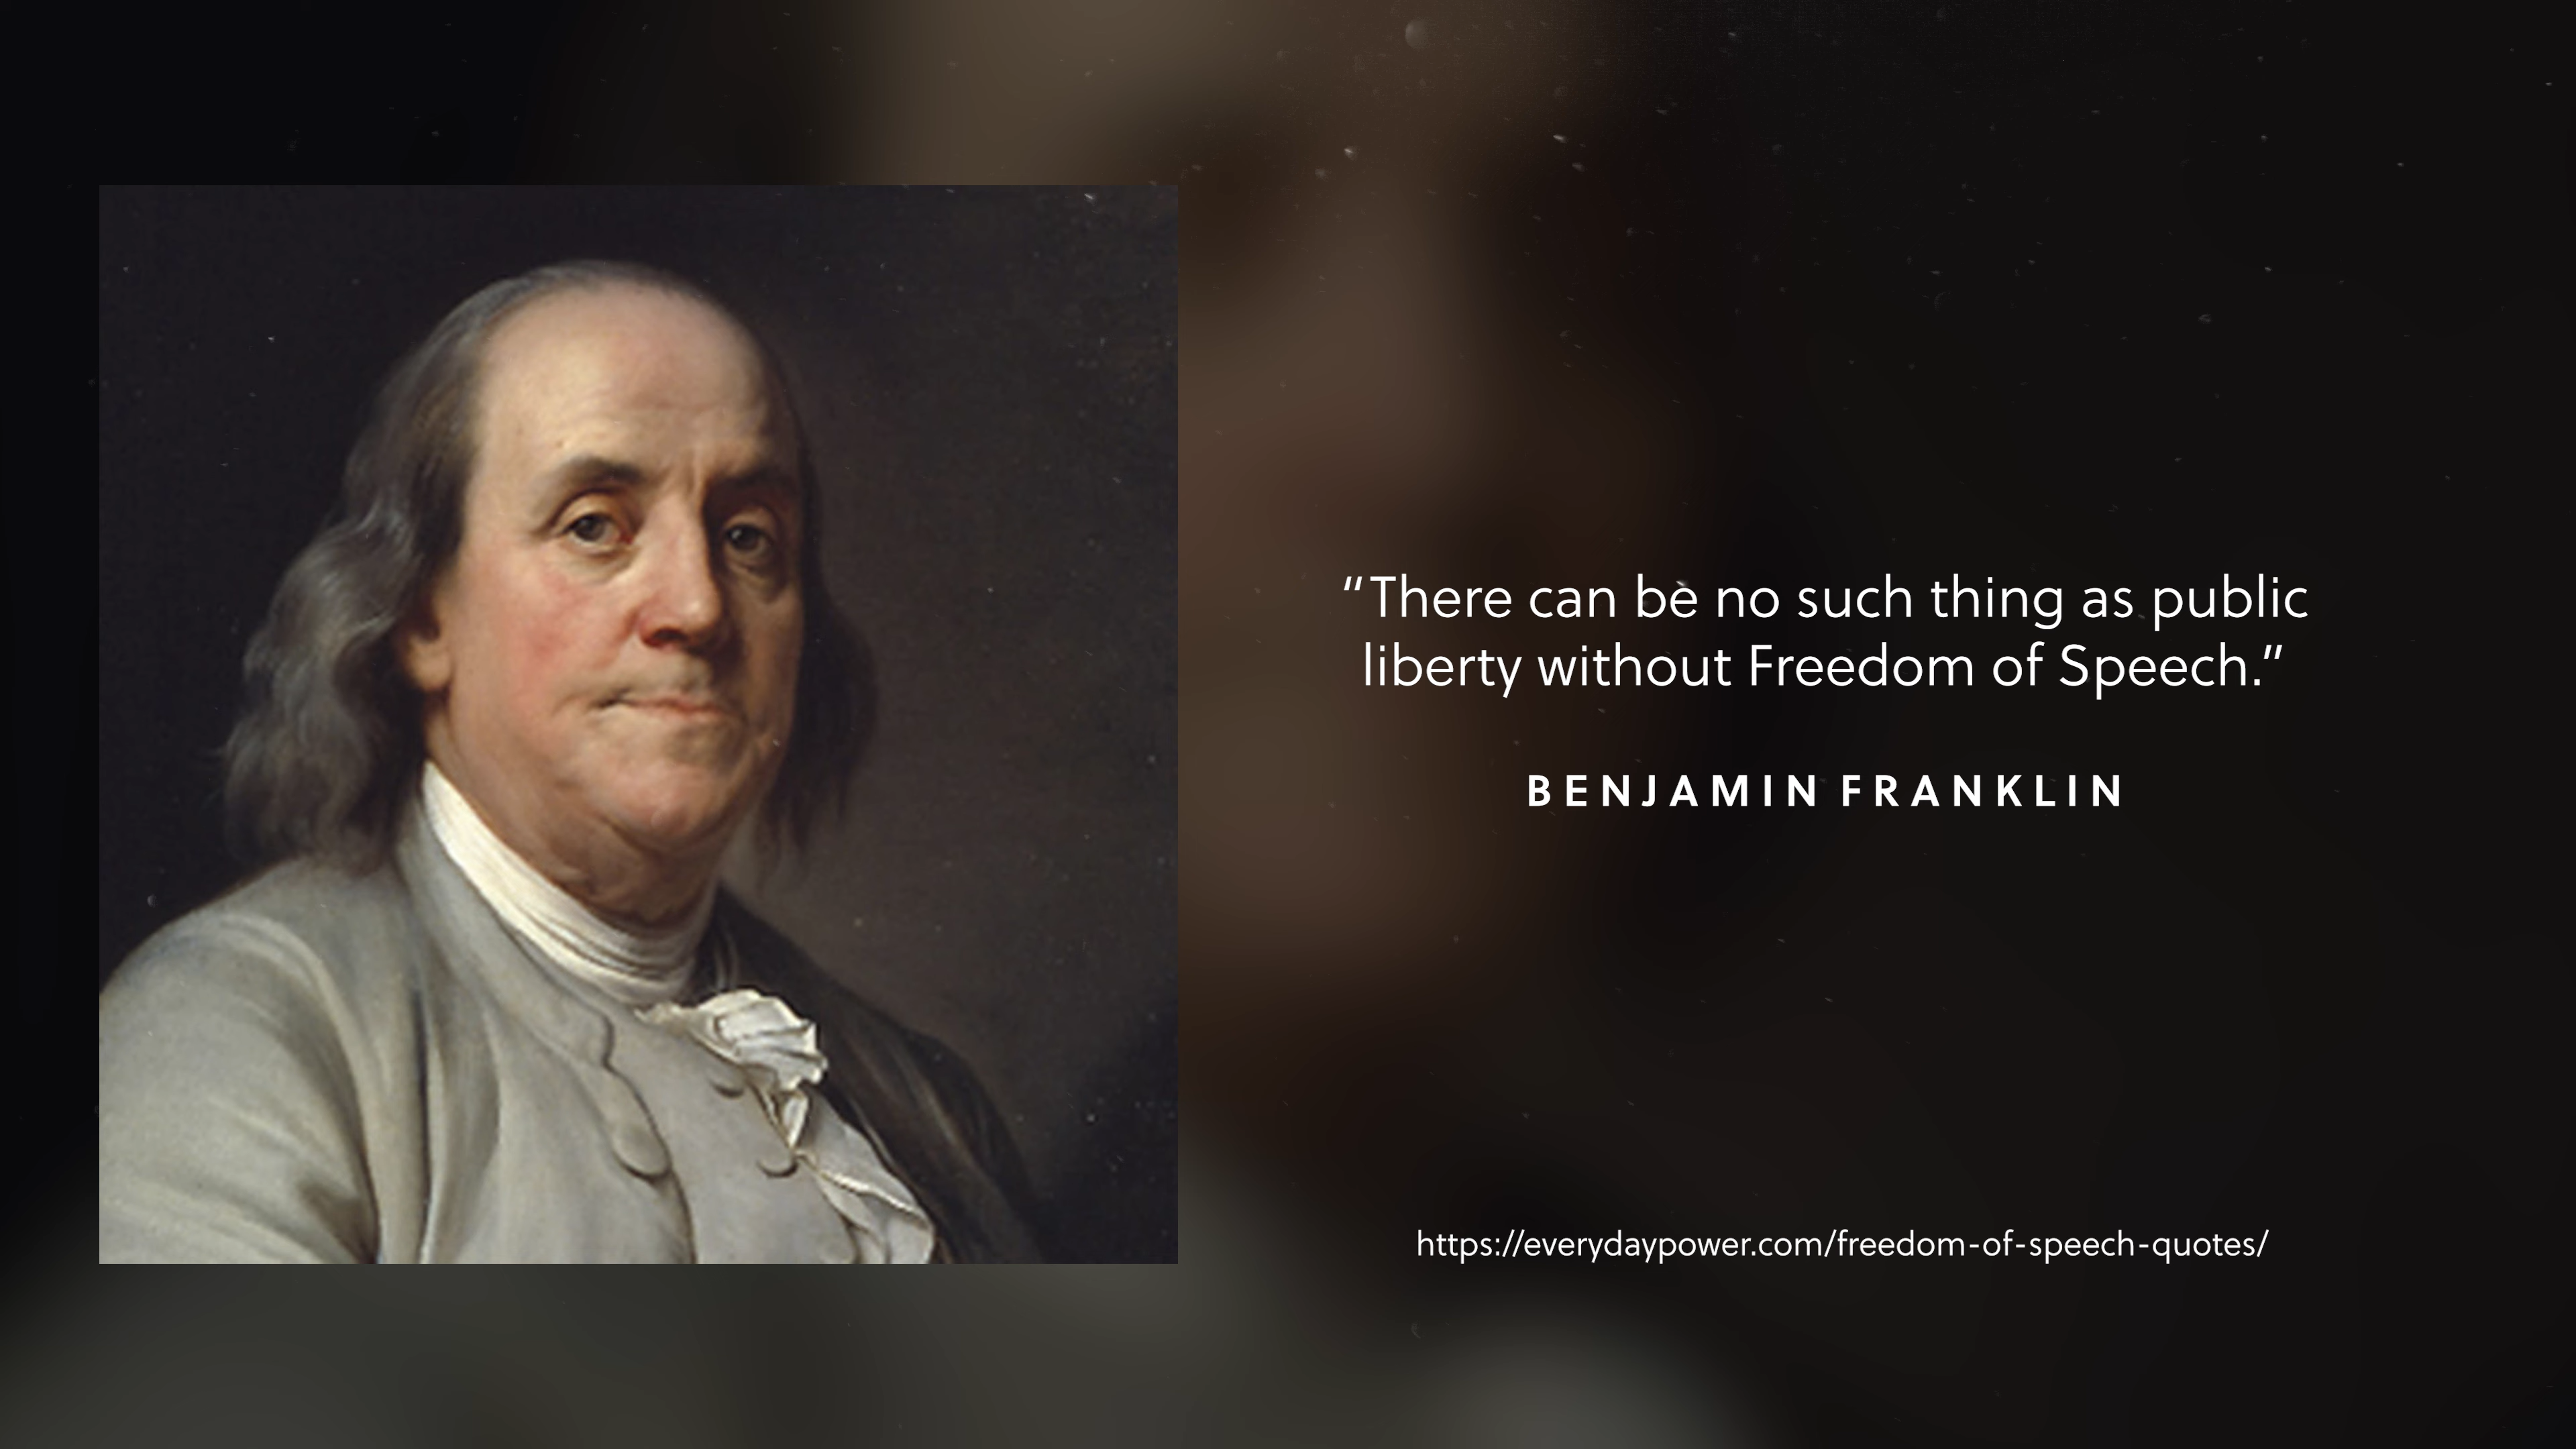 “There can be no such thing as public
liberty without Freedom of Speech.”
BENJAMIN FRANKLIN
https://everydaypower.com/freedom-of-speech-quotes/